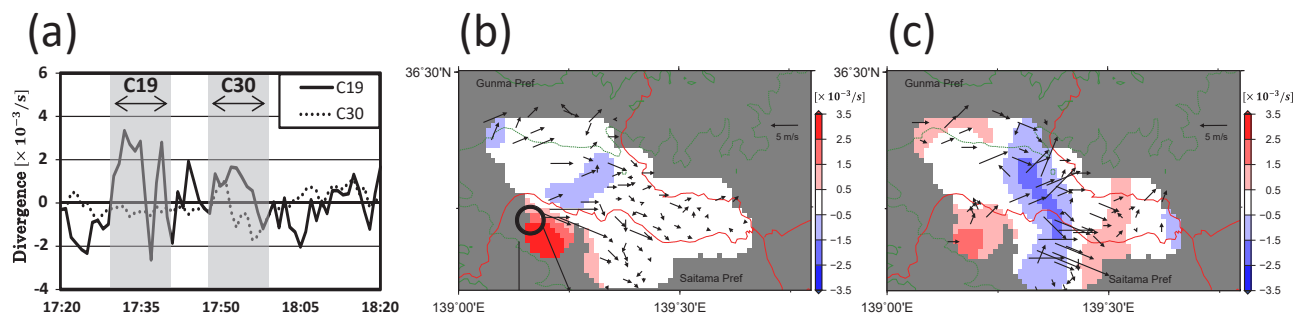 (a)
Divergence [× 10⁻³/s]
6
4
2
0
-2
-4
C19
C30
C19
C30
17:20
17:35
17:50
18:05
18:20
(b)
36°30'N
Gunma Pref
Saitama Pref
139°00'E
139°30'E
5 m/s
[× 10⁻³/s]
3.5
2.5
1.5
0.5
−0.5
−1.5
−2.5
−3.5
(c)
Gunma Pref
Saitama Pref
139°00'E
139°30'E
5 m/s
[× 10⁻³/s]
3.5
2.5
1.5
0.5
−0.5
−1.5
−2.5
−3.5